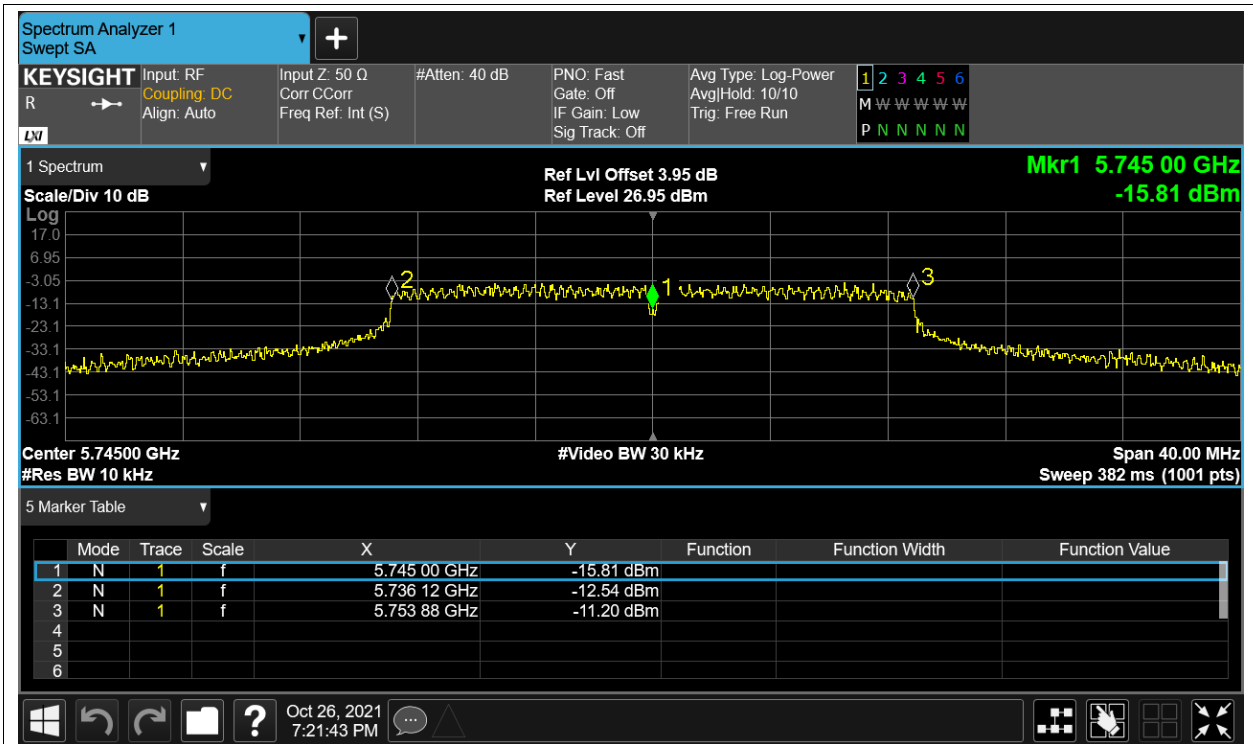 Spectrum Analyzer 1
Swept SA
KEYSIGHT
R
LXI
Input: RF
Coupling: DC
Align: Auto
Input Z: 50 Ω
Corr CCorr
Freq Ref: Int (S)
#Atten: 40 dB
PNO: Fast
Gate: Off
IF Gain: Low
Sig Track: Off
Avg Type: Log-Power
Avg|Hold: 10/10
Trig: Free Run
1 2 3 4 5 6
M W W W W W
P N N N N N
1 Spectrum
Scale/Div 10 dB
Ref Lvl Offset 3.95 dB
Ref Level 26.95 dBm
Mkr1 5.745 00 GHz
-15.81 dBm
Log
17.0
6.95
-3.05
-13.1
-23.1
-33.1
-43.1
-53.1
-63.1
2
1
3
Center 5.74500 GHz
#Res BW 10 kHz
#Video BW 30 kHz
Span 40.00 MHz
Sweep 382 ms (1001 pts)
5 Marker Table
Mode Trace Scale X Y Function Function Width Function Value
1 N 1 f 5.745 00 GHz -15.81 dBm
2 N 1 f 5.736 12 GHz -12.54 dBm
3 N 1 f 5.753 88 GHz -11.20 dBm
4
5
6
?
Oct 26, 2021
7:21:43 PM